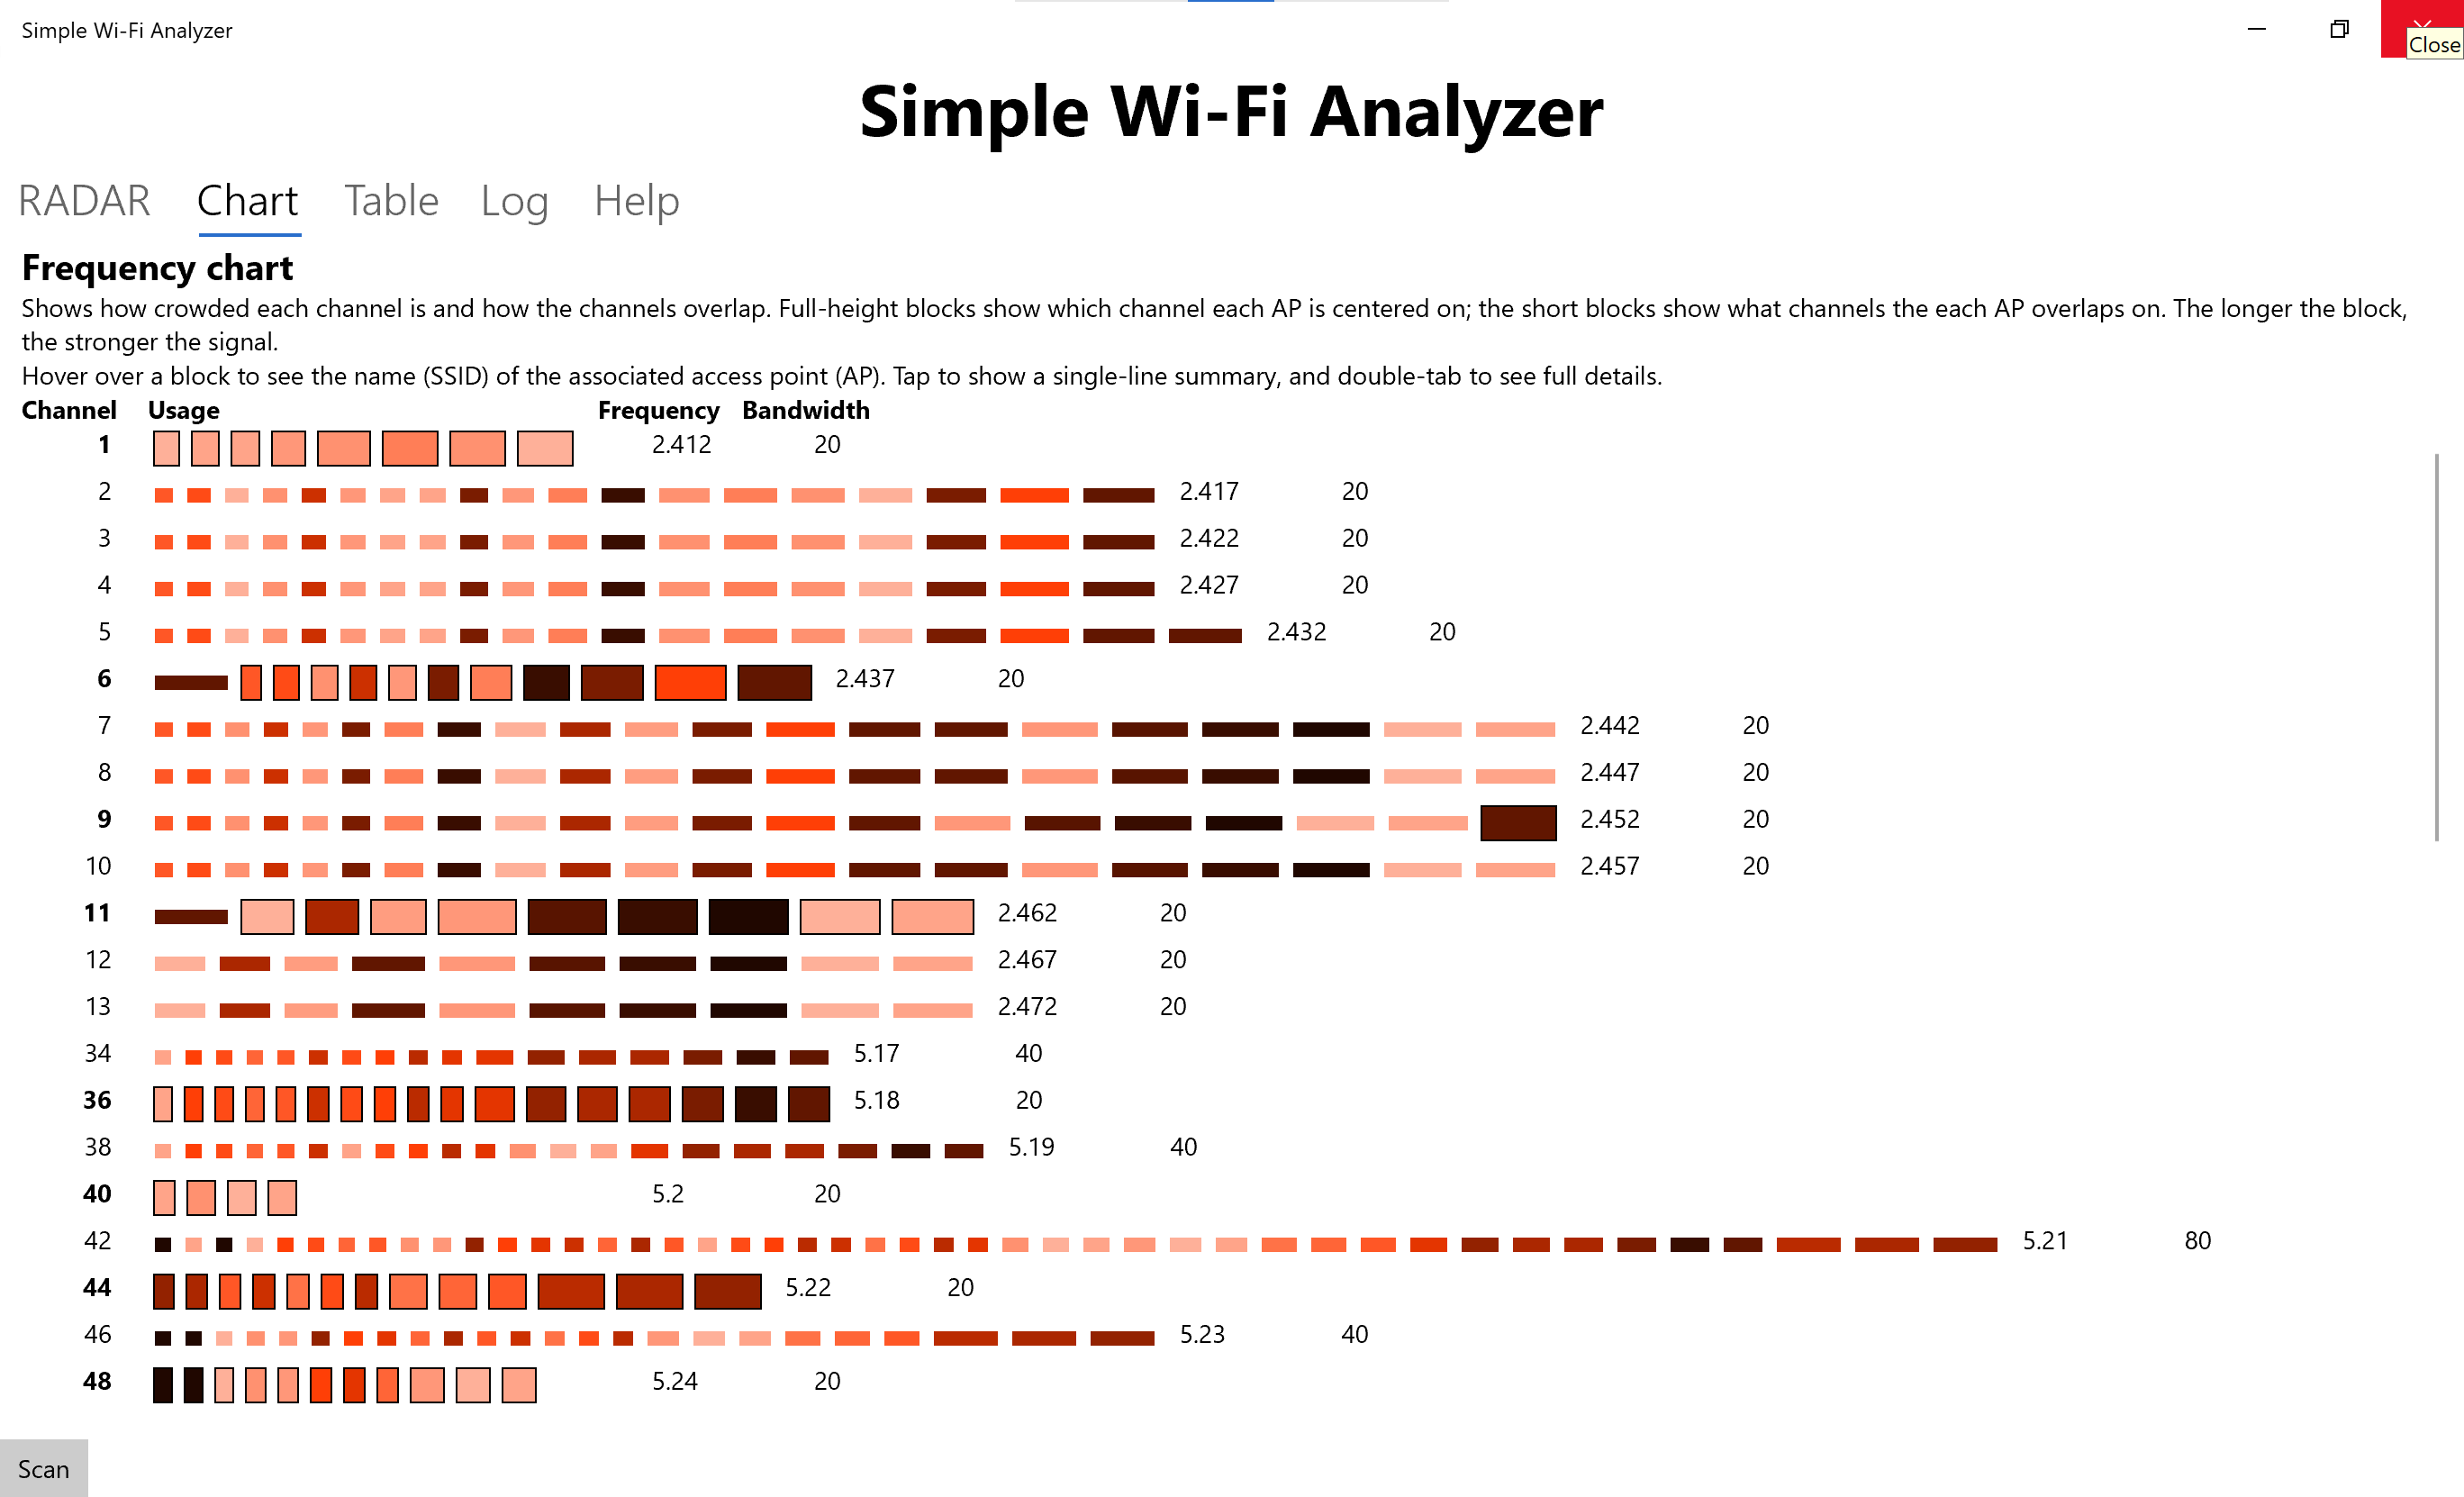 Simple Wi-Fi Analyzer
Close
Simple Wi-Fi Analyzer
RADAR Chart Table Log Help
Frequency chart
Shows how crowded each channel is and how the channels overlap. Full-height blocks show which channel each AP is centered on; the short blocks show what channels the each AP overlaps on. The longer the block,
the stronger the signal.
Hover over a block to see the name (SSID) of the associated access point (AP). Tap to show a single-line summary, and double-tab to see full details.
Channel Usage Frequency Bandwidth
1 2.412 20
2 2.417 20
3 2.422 20
4 2.427 20
5 2.432 20
6 2.437 20
7 2.442 20
8 2.447 20
9 2.452 20
10 2.457 20
11 2.462 20
12 2.467 20
13 2.472 20
34 5.17 40
36 5.18 20
38 5.19 40
40 5.2 20
42 5.21 80
44 5.22 20
46 5.23 40
48 5.24 20
Scan